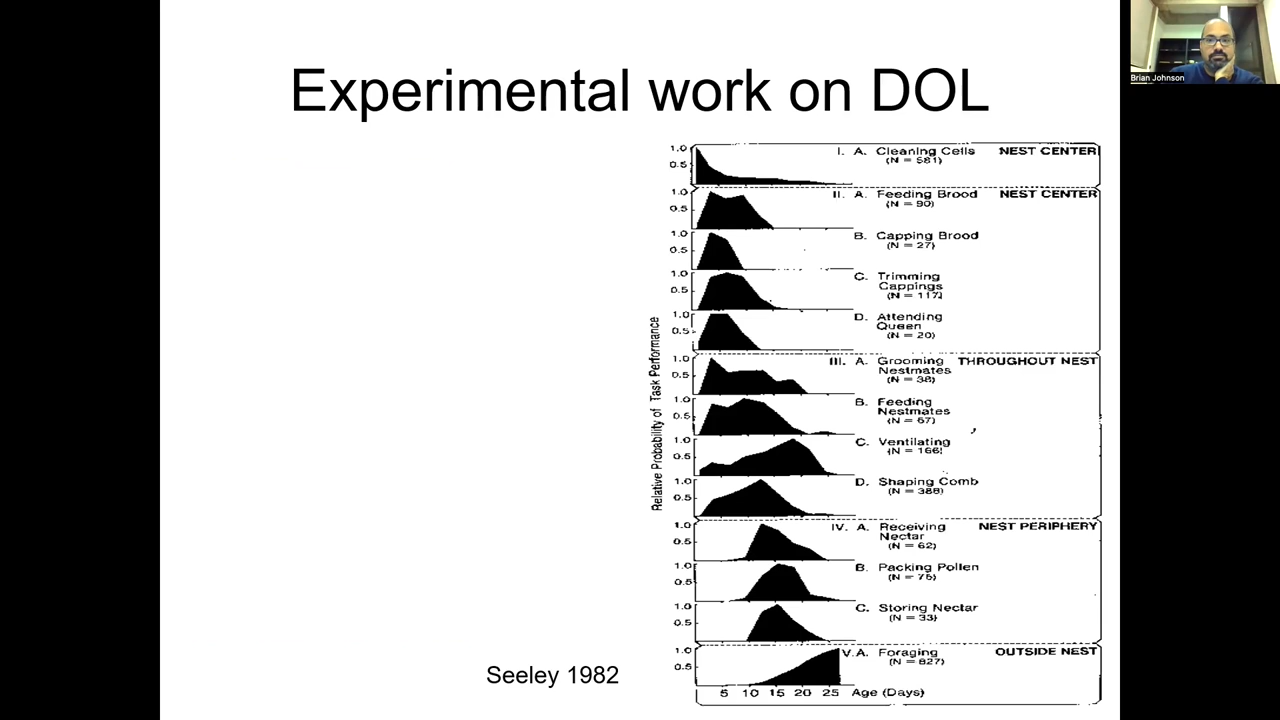 Experimental work on DOL
Brian Johnson
Relative Probability of Task Performance
1.0
0.5
I. A. Cleaning Cells NEST CENTER
(N = 581)
1.0
0.5
II. A. Feeding Brood NEST CENTER
(N = 90)
1.0
0.5
B. Capping Brood
(N = 27)
1.0
0.5
C. Trimming
Cappings
(N = 117)
1.0
0.5
D. Attending
Queen
(N = 20)
1.0
0.5
III. A. Grooming THROUGHOUT NEST
Nestmates
(N = 38)
1.0
0.5
B. Feeding
Nestmates
(N = 67)
1.0
0.5
C. Ventilating
(N = 166)
1.0
0.5
D. Shaping Comb
(N = 388)
1.0
0.5
IV. A. Receiving NEST PERIPHERY
Nectar
(N = 62)
1.0
0.5
B. Packing Pollen
(N = 76)
1.0
0.5
C. Storing Nectar
(N = 33)
1.0
0.5
V. A. Foraging OUTSIDE NEST
(N = 827)
5 10 15 20 25 Age (Days)
Seeley 1982